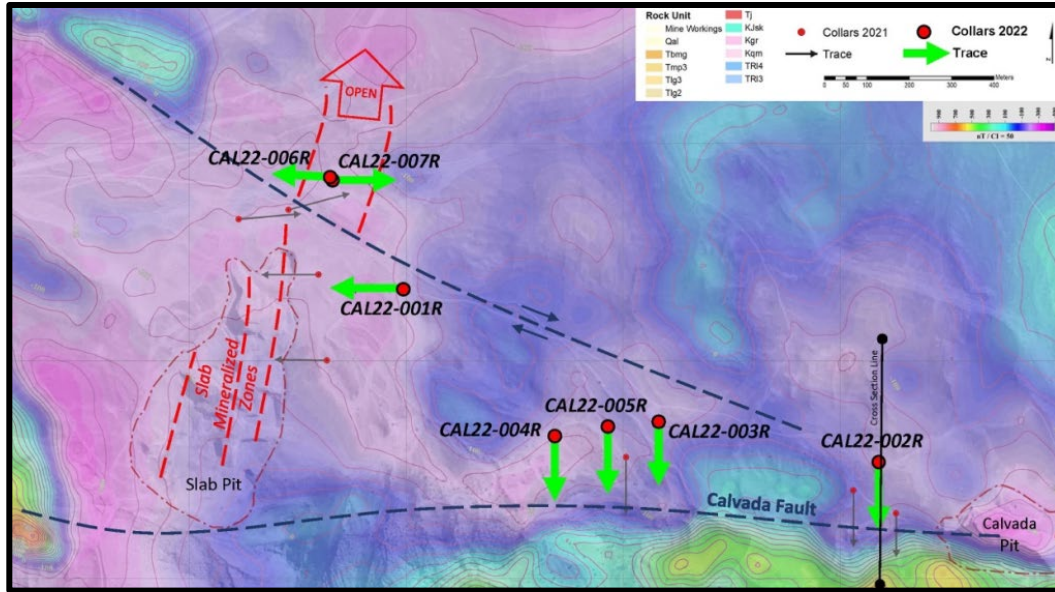 Rock Unit
Mine Workings
Qal
Tbmg
Tmp3
Tlg3
Tlg2
Tj
KJsk
Kgr
Kqm
TRl4
TRl3
Collars 2021
Trace
Collars 2022
Trace
Meters
0 50 100 200 300 400
nT / CI = 50
OPEN
CAL22-006R
CAL22-007R
CAL22-001R
Slab
Mineralized
Zones
Slab Pit
CAL22-005R
CAL22-004R
CAL22-003R
CAL22-002R
Cross Section Line
Calvada Fault
Calvada
Pit